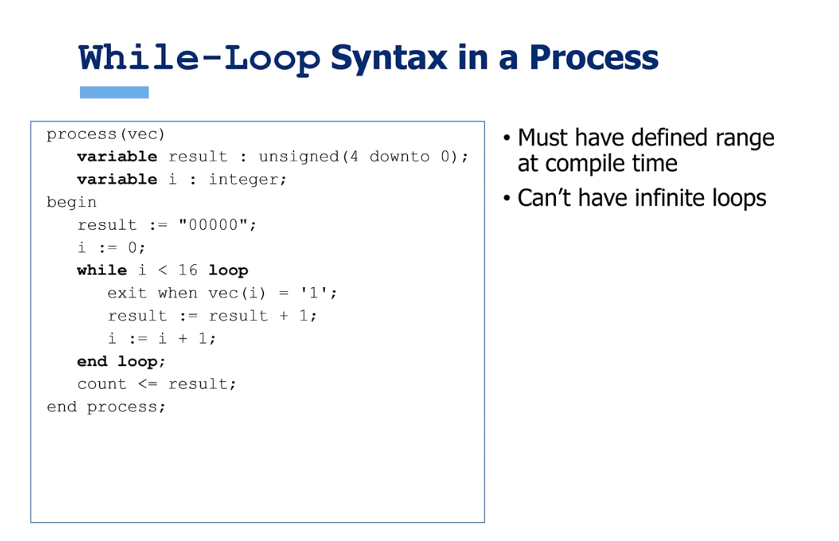 While-Loop Syntax in a Process
process(vec)
variable result : unsigned(4 downto 0);
variable i : integer;
begin
result := "00000";
i := 0;
while i < 16 loop
exit when vec(i) = '1';
result := result + 1;
i := i + 1;
end loop;
count <= result;
end process;
• Must have defined range
at compile time
• Can't have infinite loops